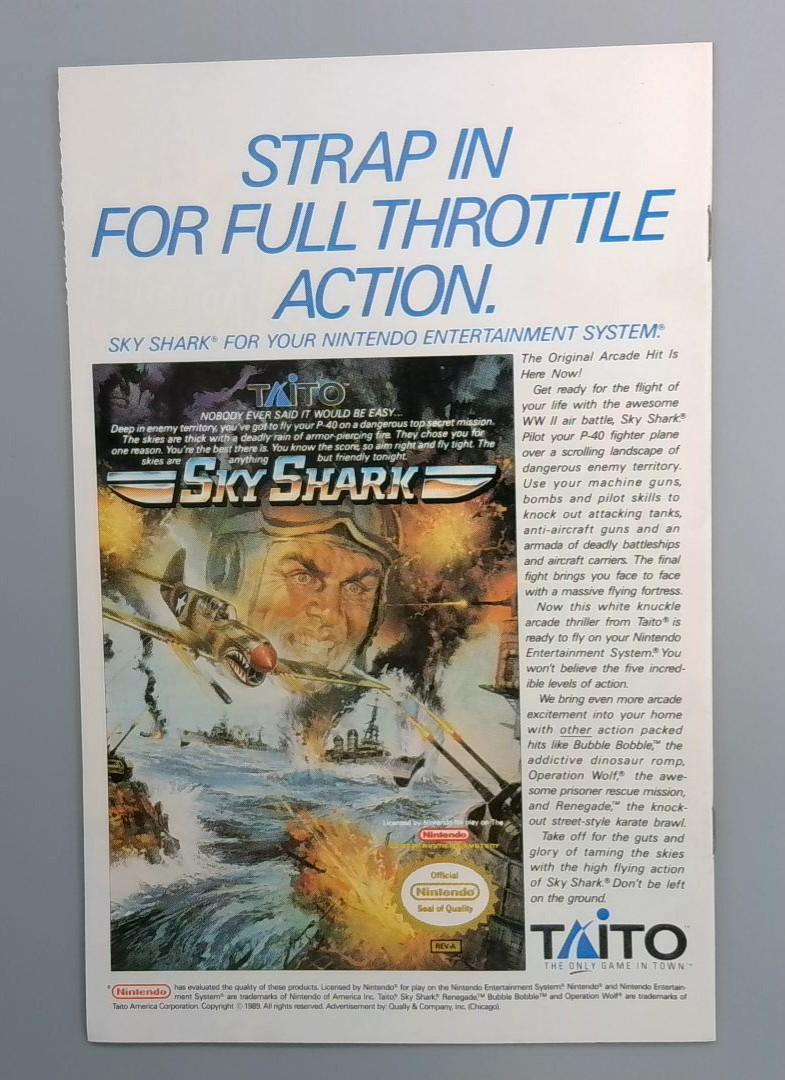 STRAP IN
FOR FULL THROTTLE
ACTION.
SKY SHARK® FOR YOUR NINTENDO ENTERTAINMENT SYSTEM.®
TAITO™
NOBODY EVER SAID IT WOULD BE EASY...
Deep in enemy territory, you've got to fly your P-40 on a dangerous top secret mission.
The skies are thick with a deadly rain of armor-piercing fire. They chose you for
one reason. You're the best there is. You know the score, so aim right and fly tight. The
skies are anything but friendly tonight.
SKY SHARK
Licensed by Nintendo for play on The
Nintendo
ENTERTAINMENT SYSTEM
Official
Nintendo
Seal of Quality
REV-A
The Original Arcade Hit Is
Here Now!
Get ready for the flight of
your life with the awesome
WW II air battle, Sky Shark.®
Pilot your P-40 fighter plane
over a scrolling landscape of
dangerous enemy territory.
Use your machine guns,
bombs and pilot skills to
knock out attacking tanks,
anti-aircraft guns and an
armada of deadly battleships
and aircraft carriers. The final
fight brings you face to face
with a massive flying fortress.
Now this white knuckle
arcade thriller from Taito® is
ready to fly on your Nintendo
Entertainment System.® You
won't believe the five incred-
ible levels of action.
We bring even more arcade
excitement into your home
with other action packed
hits like Bubble Bobble,™ the
addictive dinosaur romp,
Operation Wolf,® the awe-
some prisoner rescue mission,
and Renegade,™ the knock-
out street-style karate brawl.
Take off for the guts and
glory of taming the skies
with the high flying action
of Sky Shark.® Don't be left
on the ground.
TAITO™
THE ONLY GAME IN TOWN™
* Nintendo has evaluated the quality of these products. Licensed by Nintendo® for play on the Nintendo Entertainment System.® Nintendo® and Nintendo Entertain-
ment System® are trademarks of Nintendo of America Inc. Taito,® Sky Shark,® Renegade,™ Bubble Bobble™ and Operation Wolf® are trademarks of
Taito America Corporation. Copyright © 1989. All rights reserved. Advertisement by: Qually & Company, Inc. (Chicago).